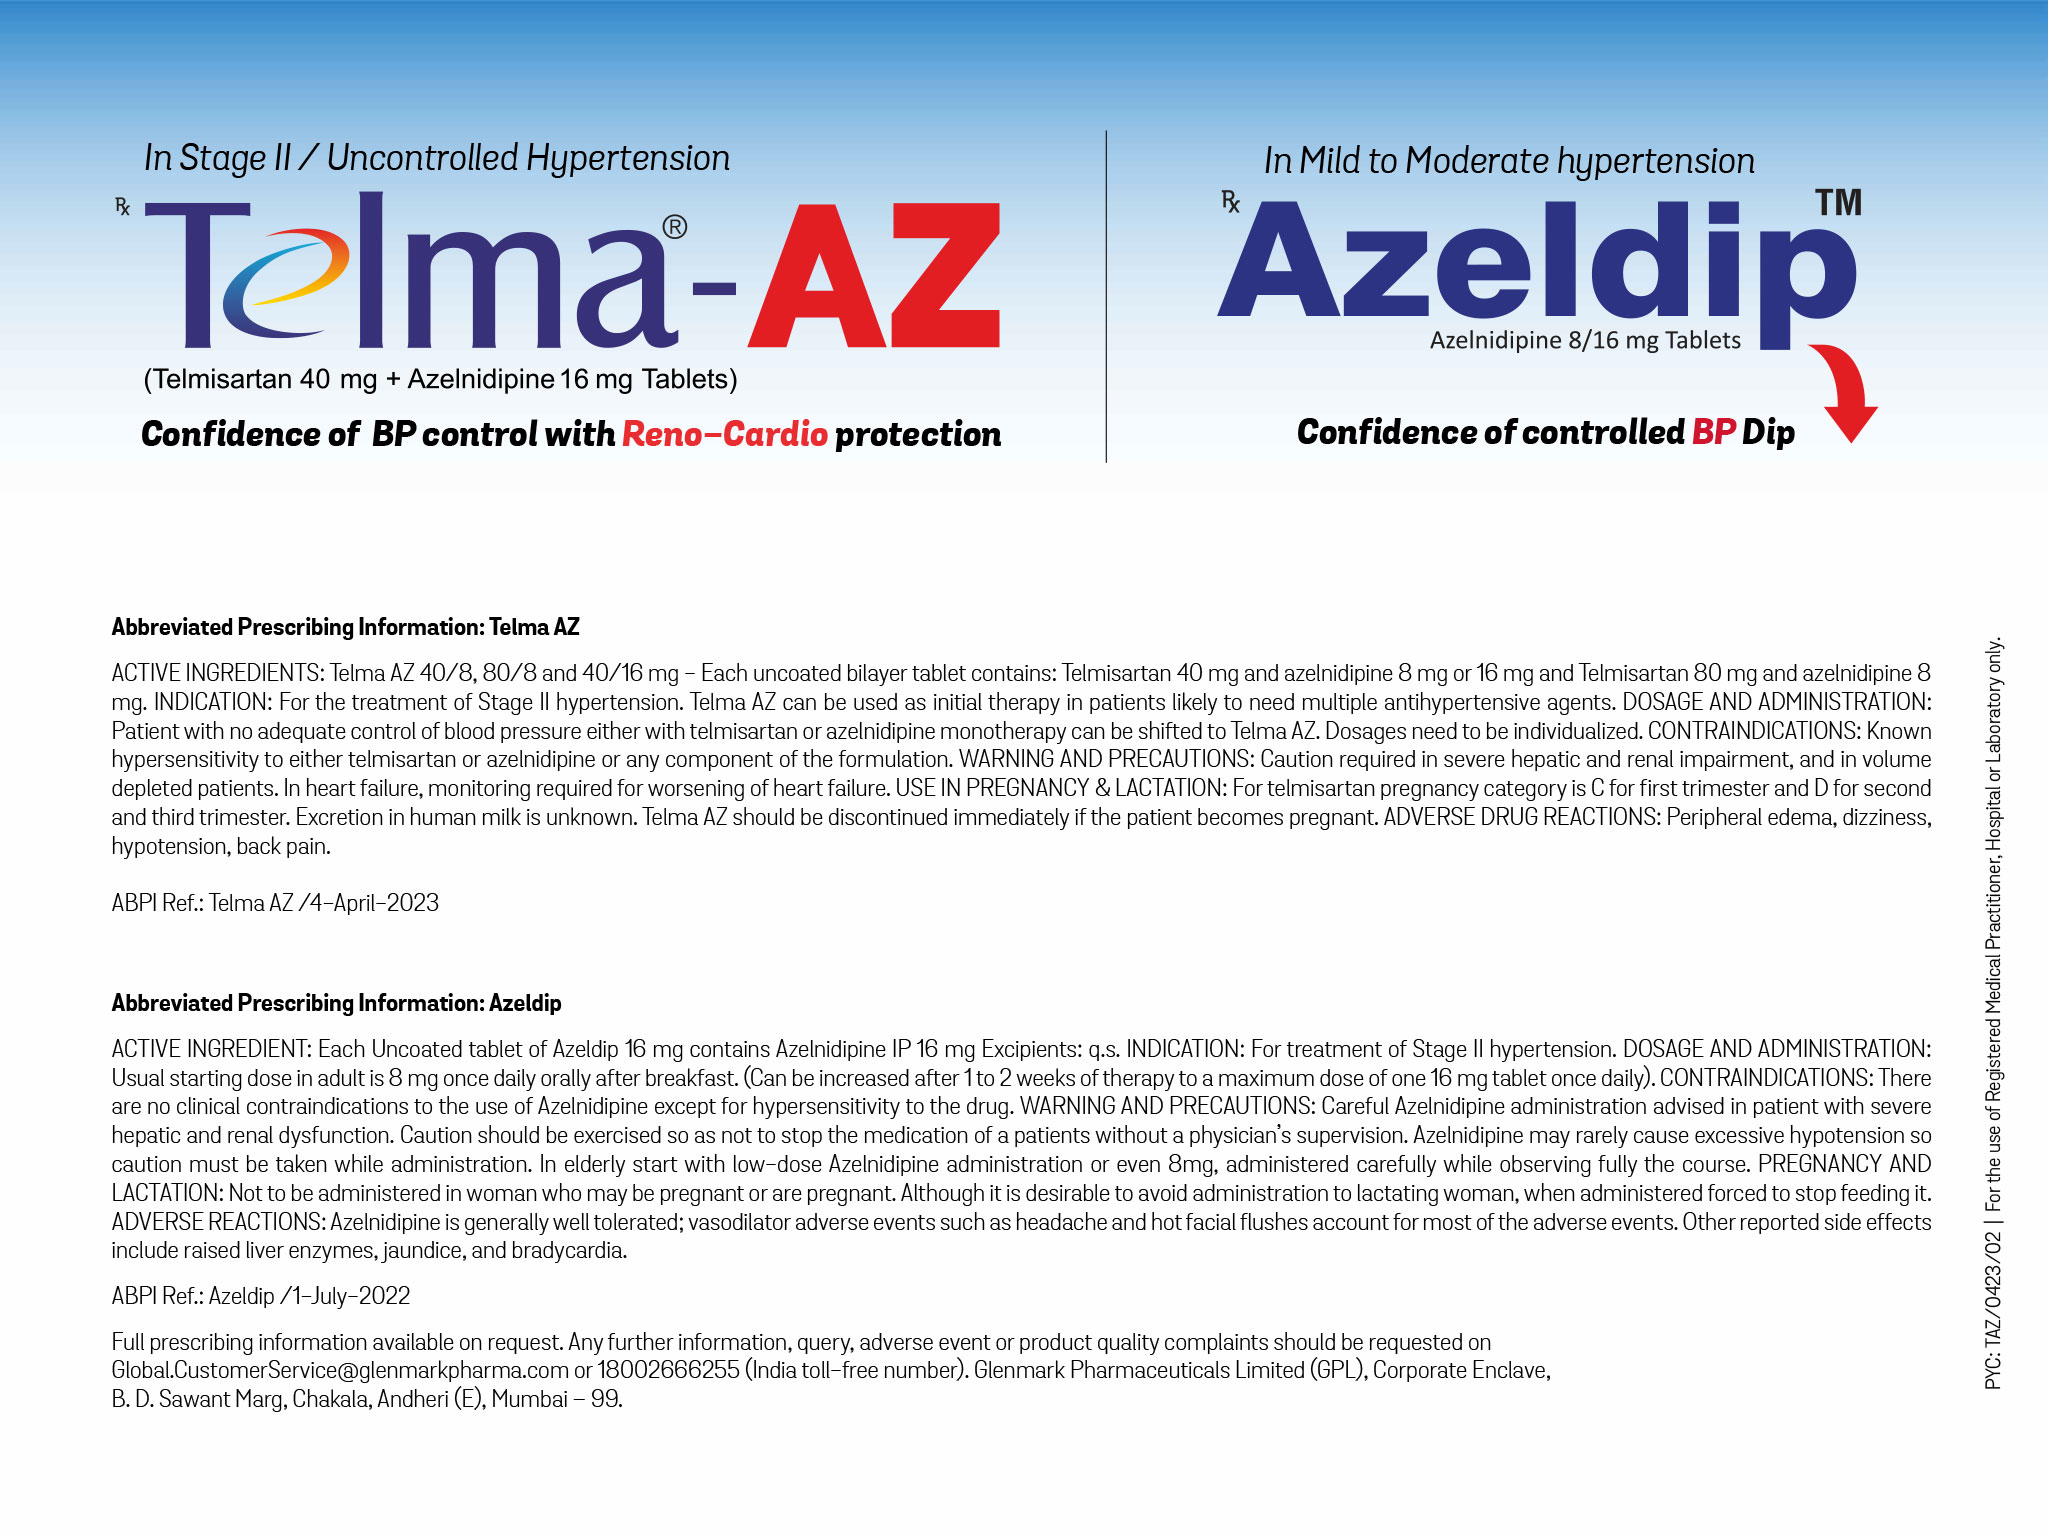 In Stage II / Uncontrolled Hypertension
Rx Telma®-AZ
(Telmisartan 40 mg + Azelnidipine 16 mg Tablets)
Confidence of BP control with Reno-Cardio protection
In Mild to Moderate hypertension
Rx Azeldip™
Azelnidipine 8/16 mg Tablets
Confidence of controlled BP Dip
Abbreviated Prescribing Information: Telma AZ
ACTIVE INGREDIENTS: Telma AZ 40/8, 80/8 and 40/16 mg – Each uncoated bilayer tablet contains: Telmisartan 40 mg and azelnidipine 8 mg or 16 mg and Telmisartan 80 mg and azelnidipine 8
mg. INDICATION: For the treatment of Stage II hypertension. Telma AZ can be used as initial therapy in patients likely to need multiple antihypertensive agents. DOSAGE AND ADMINISTRATION:
Patient with no adequate control of blood pressure either with telmisartan or azelnidipine monotherapy can be shifted to Telma AZ. Dosages need to be individualized. CONTRAINDICATIONS: Known
hypersensitivity to either telmisartan or azelnidipine or any component of the formulation. WARNING AND PRECAUTIONS: Caution required in severe hepatic and renal impairment, and in volume
depleted patients. In heart failure, monitoring required for worsening of heart failure. USE IN PREGNANCY & LACTATION: For telmisartan pregnancy category is C for first trimester and D for second
and third trimester. Excretion in human milk is unknown. Telma AZ should be discontinued immediately if the patient becomes pregnant. ADVERSE DRUG REACTIONS: Peripheral edema, dizziness,
hypotension, back pain.
ABPI Ref.: Telma AZ /4-April-2023
Abbreviated Prescribing Information: Azeldip
ACTIVE INGREDIENT: Each Uncoated tablet of Azeldip 16 mg contains Azelnidipine IP 16 mg Excipients: q.s. INDICATION: For treatment of Stage II hypertension. DOSAGE AND ADMINISTRATION:
Usual starting dose in adult is 8 mg once daily orally after breakfast. (Can be increased after 1 to 2 weeks of therapy to a maximum dose of one 16 mg tablet once daily). CONTRAINDICATIONS: There
are no clinical contraindications to the use of Azelnidipine except for hypersensitivity to the drug. WARNING AND PRECAUTIONS: Careful Azelnidipine administration advised in patient with severe
hepatic and renal dysfunction. Caution should be exercised so as not to stop the medication of a patients without a physician's supervision. Azelnidipine may rarely cause excessive hypotension so
caution must be taken while administration. In elderly start with low-dose Azelnidipine administration or even 8mg, administered carefully while observing fully the course. PREGNANCY AND
LACTATION: Not to be administered in woman who may be pregnant or are pregnant. Although it is desirable to avoid administration to lactating woman, when administered forced to stop feeding it.
ADVERSE REACTIONS: Azelnidipine is generally well tolerated; vasodilator adverse events such as headache and hot facial flushes account for most of the adverse events. Other reported side effects
include raised liver enzymes, jaundice, and bradycardia.
ABPI Ref.: Azeldip /1-July-2022
Full prescribing information available on request. Any further information, query, adverse event or product quality complaints should be requested on
Global.CustomerService@glenmarkpharma.com or 18002666255 (India toll-free number). Glenmark Pharmaceuticals Limited (GPL), Corporate Enclave,
B. D. Sawant Marg, Chakala, Andheri (E), Mumbai – 99.
PYC: TAZ/0423/02 | For the use of Registered Medical Practitioner, Hospital or Laboratory only.